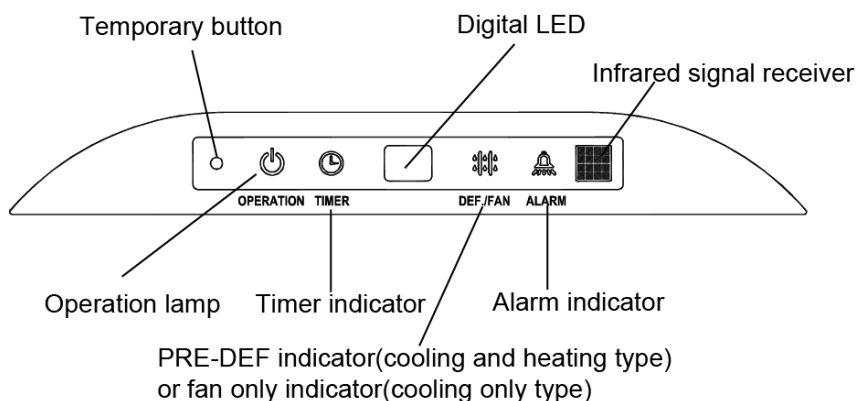 Temporary button
Digital LED
Infrared signal receiver
OPERATION TIMER DEF./FAN ALARM
Operation lamp
Timer indicator
Alarm indicator
PRE-DEF indicator(cooling and heating type)
or fan only indicator(cooling only type)